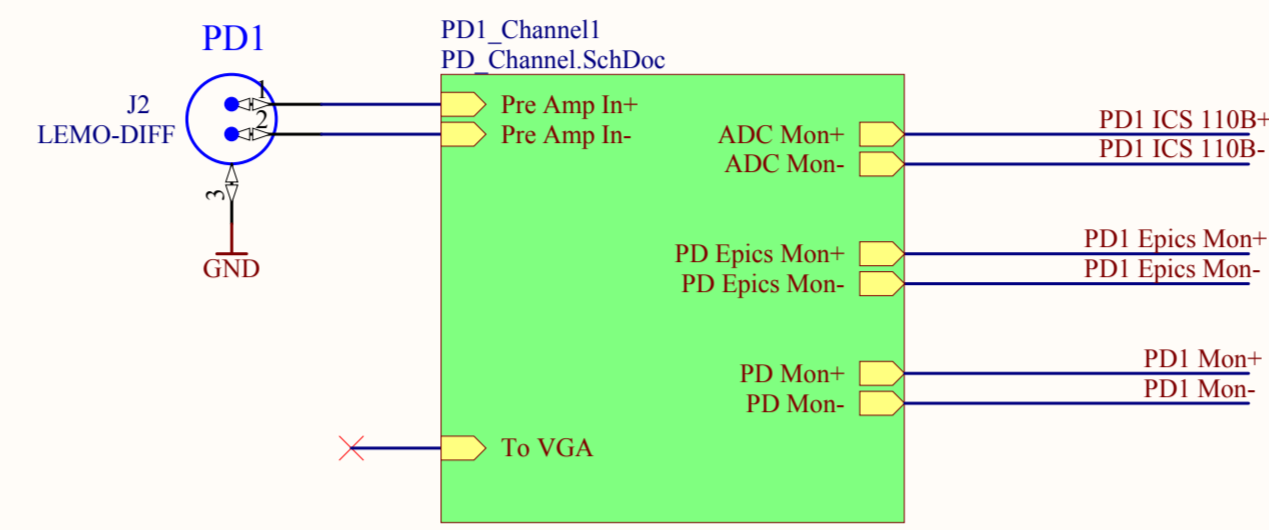 PD1
J2
LEMO-DIFF
1
2
3
GND
PD1_Channel1
PD_Channel.SchDoc
Pre Amp In+
Pre Amp In-
ADC Mon+
ADC Mon-
PD Epics Mon+
PD Epics Mon-
PD Mon+
PD Mon-
To VGA
PD1 ICS 110B+
PD1 ICS 110B-
PD1 Epics Mon+
PD1 Epics Mon-
PD1 Mon+
PD1 Mon-